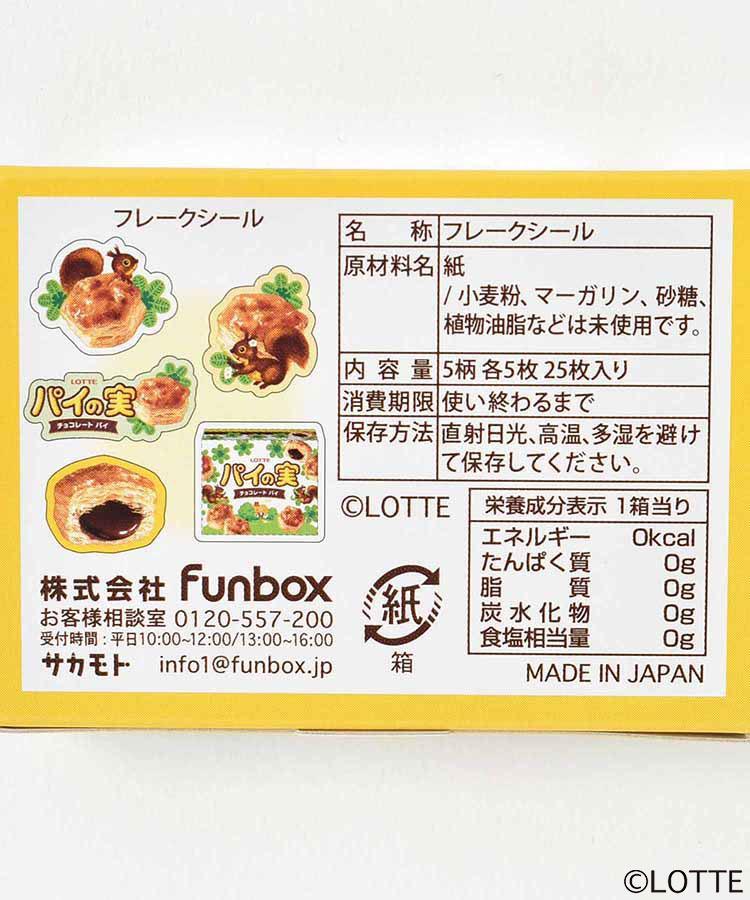 フレークシール
LOTTE
パイの実
チョコレート パイ
LOTTE
パイの実
チョコレート パイ
株式会社 Funbox
お客様相談室 0120-557-200
受付時間:平日10:00~12:00/13:00~16:00
サカモト info1@funbox.jp
名 称 フレークシール
原材料名 紙
/ 小麦粉、マーガリン、砂糖、
植物油脂などは未使用です。
内 容 量 5柄 各5枚 25枚入り
消費期限 使い終わるまで
保存方法 直射日光、高温、多湿を避け
て保存してください。
©LOTTE
紙
箱
栄養成分表示 1箱当り
エネルギー 0kcal
たんぱく質 0g
脂 質 0g
炭水化物 0g
食塩相当量 0g
MADE IN JAPAN
©LOTTE